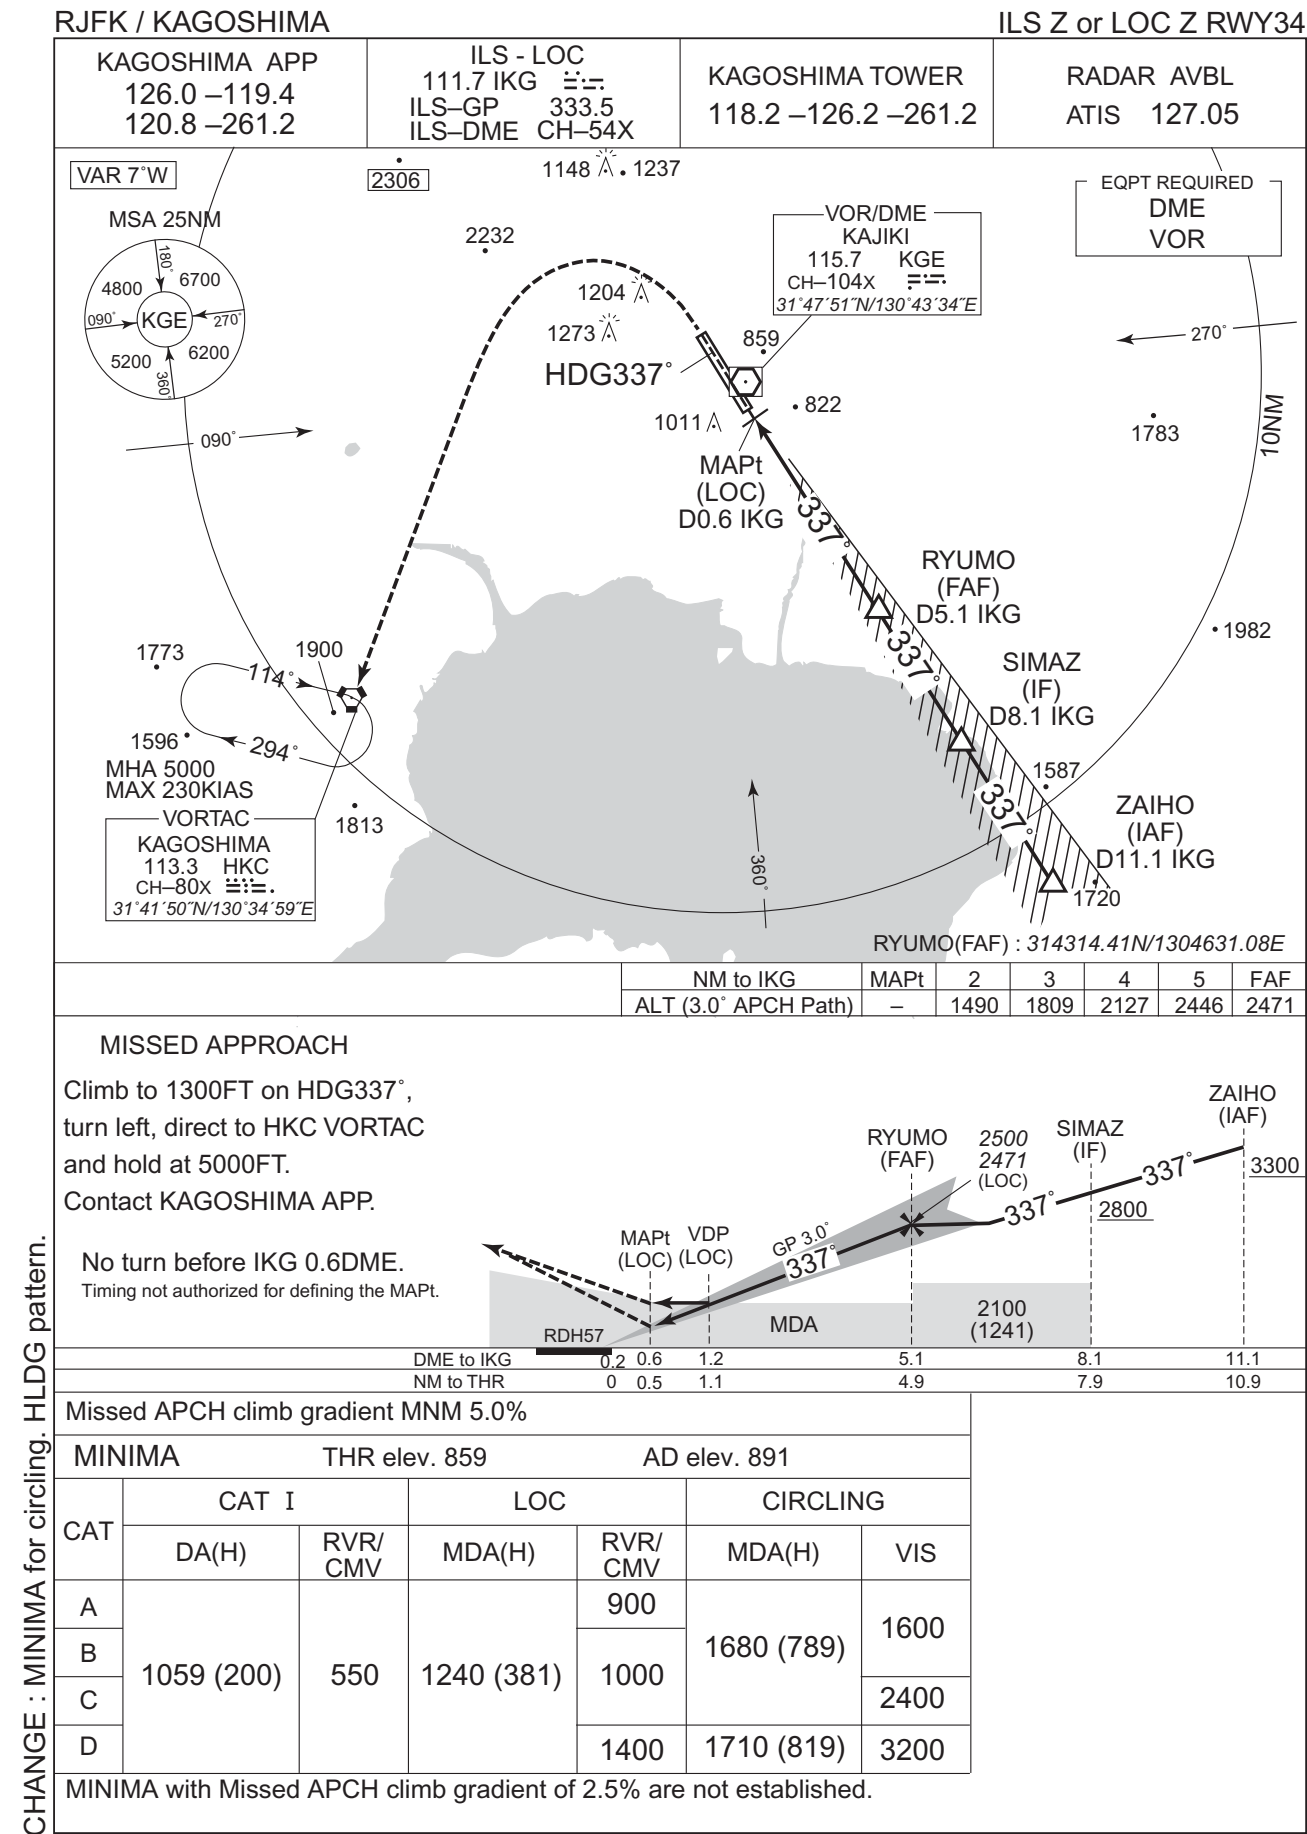 RJFK / KAGOSHIMA
ILS Z or LOC Z RWY34
KAGOSHIMA APP
126.0 –119.4
120.8 –261.2
ILS - LOC
111.7 IKG
ILS–GP 333.5
ILS–DME CH–54X
KAGOSHIMA TOWER
118.2 –126.2 –261.2
RADAR AVBL
ATIS 127.05
VAR 7˚W
2306
1148
1237
EQPT REQUIRED
DME
VOR
MSA 25NM
180˚
4800
6700
090˚
KGE
270˚
5200
6200
360˚
2232
VOR/DME
KAJIKI
115.7 KGE
CH–104X
31˚47´51˝N/130˚43´34˝E
1204
1273
859
270˚
HDG337˚
822
1011
1783
10NM
090˚
MAPt
(LOC)
D0.6 IKG
337˚
RYUMO
(FAF)
D5.1 IKG
1982
337˚
SIMAZ
(IF)
D8.1 IKG
1773
1900
114˚
1596
294˚
MHA 5000
MAX 230KIAS
1587
337˚
ZAIHO
(IAF)
D11.1 IKG
1720
1813
VORTAC
KAGOSHIMA
113.3 HKC
CH–80X
31˚41´50˝N/130˚34´59˝E
360˚
RYUMO(FAF) : 314314.41N/1304631.08E
NM to IKG MAPt 2 3 4 5 FAF
ALT (3.0˚ APCH Path) – 1490 1809 2127 2446 2471
MISSED APPROACH
Climb to 1300FT on HDG337˚,
turn left, direct to HKC VORTAC
and hold at 5000FT.
Contact KAGOSHIMA APP.
No turn before IKG 0.6DME.
Timing not authorized for defining the MAPt.
ZAIHO
(IAF)
SIMAZ
(IF)
RYUMO
(FAF)
2500
2471
(LOC)
337˚
3300
337˚
2800
MAPt
(LOC)
VDP
(LOC)
GP 3.0˚
337˚
MDA
2100
(1241)
RDH57
DME to IKG 0.2 0.6 1.2 5.1 8.1 11.1
NM to THR 0 0.5 1.1 4.9 7.9 10.9
Missed APCH climb gradient MNM 5.0%
MINIMA THR elev. 859 AD elev. 891
CAT
CAT I
LOC
CIRCLING
DA(H)
RVR/
CMV
MDA(H)
RVR/
CMV
MDA(H)
VIS
A
B
C
D
1059 (200)
550
1240 (381)
900
1000
1400
1680 (789)
1710 (819)
1600
2400
3200
MINIMA with Missed APCH climb gradient of 2.5% are not established.
CHANGE : MINIMA for circling. HLDG pattern.